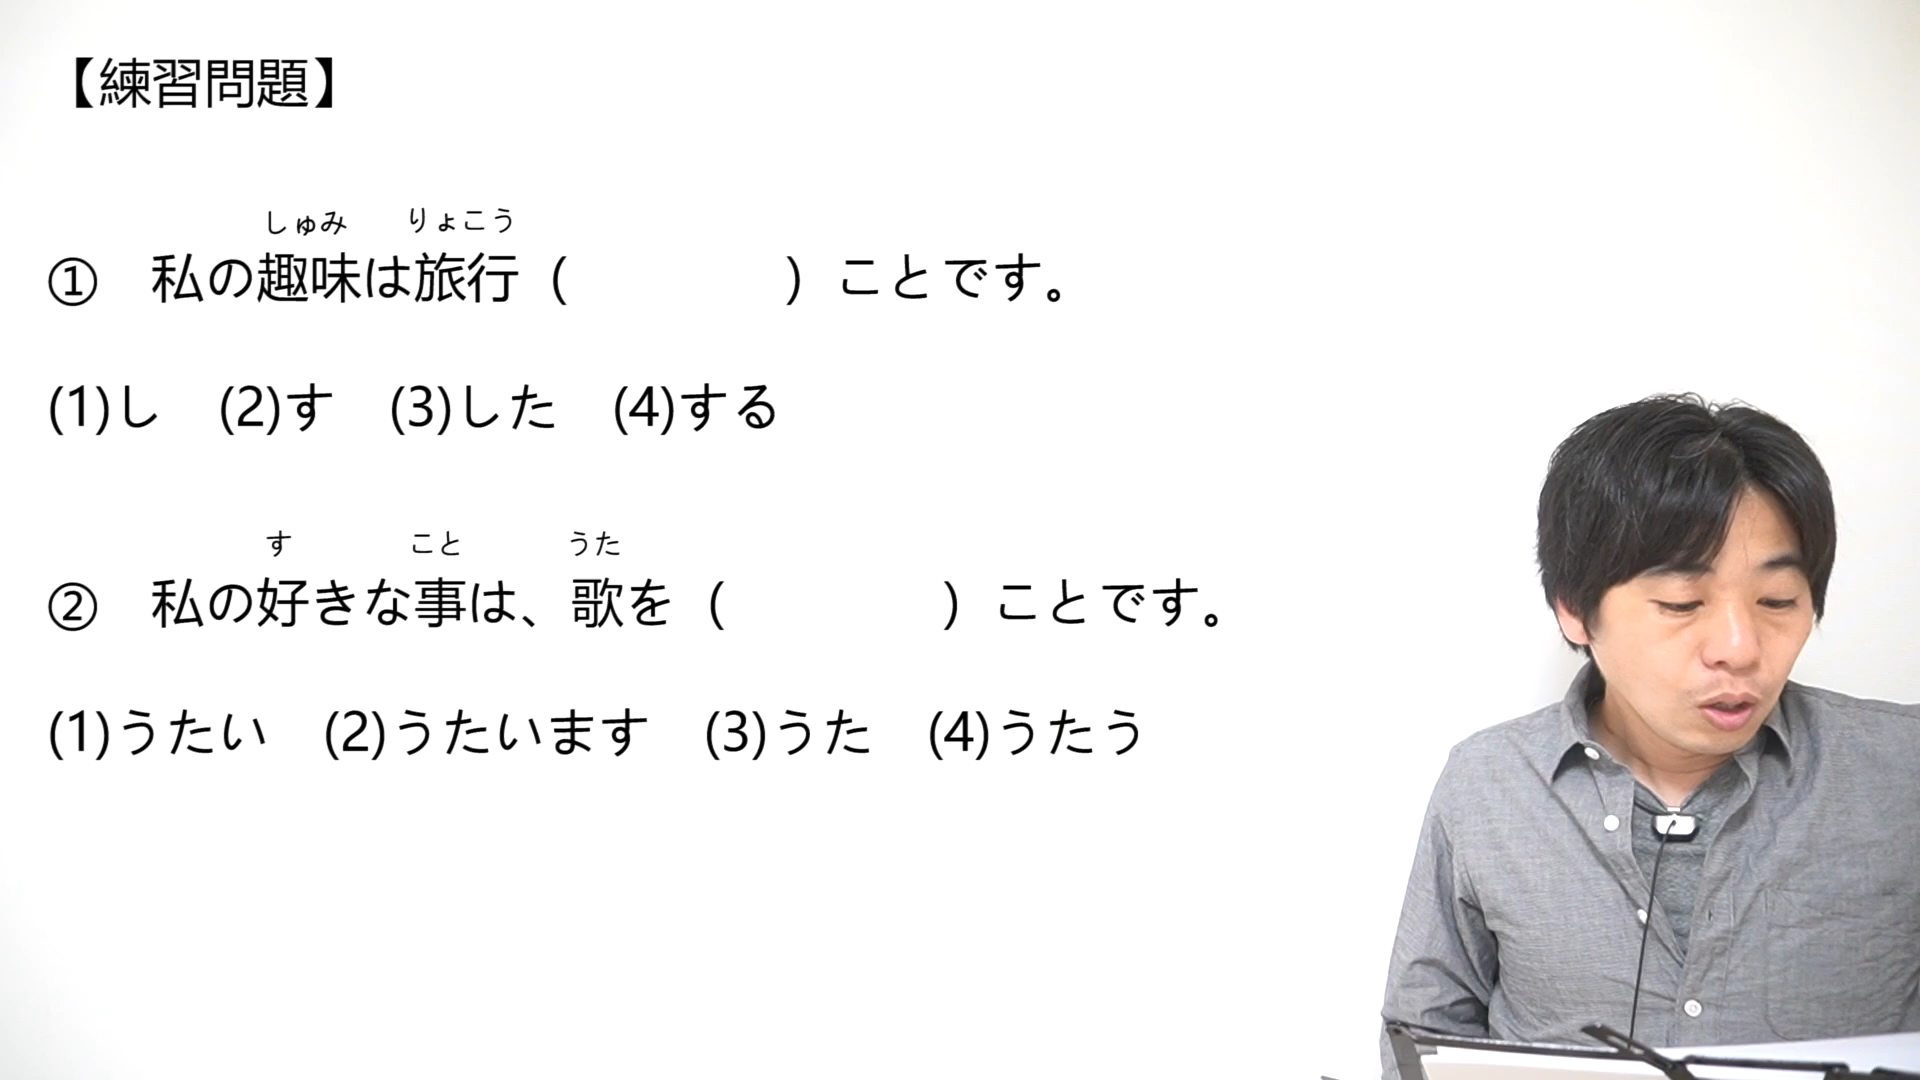 【練習問題】
しゅみ りょこう
① 私の趣味は旅行（　　　　）ことです。
(1)し (2)す (3)した (4)する
す こと うた
② 私の好きな事は、歌を（　　　　）ことです。
(1)うたい (2)うたいます (3)うた (4)うたう